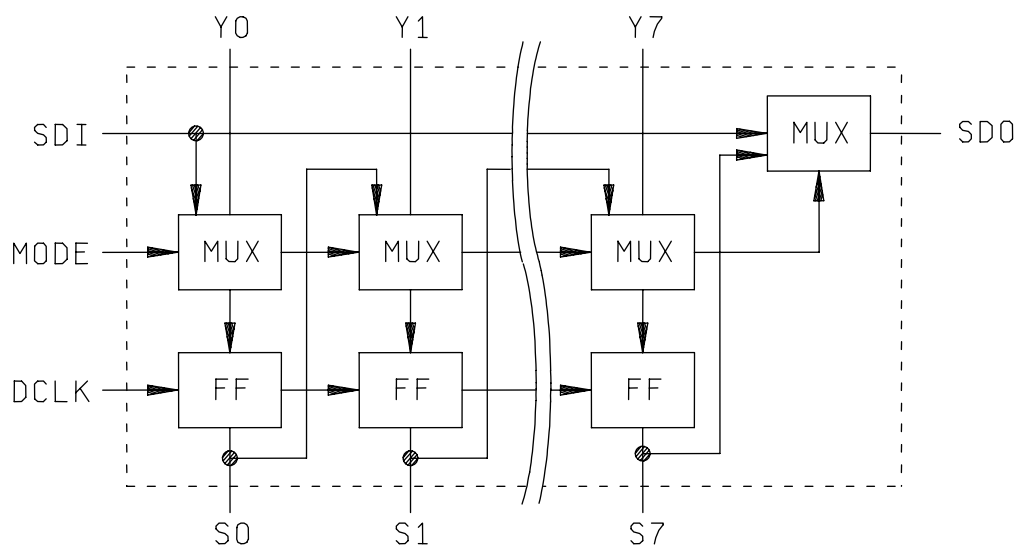 Y0 Y1 Y7
SDI MUX SDO
MODE MUX MUX MUX
DCLK FF FF FF
S0 S1 S7